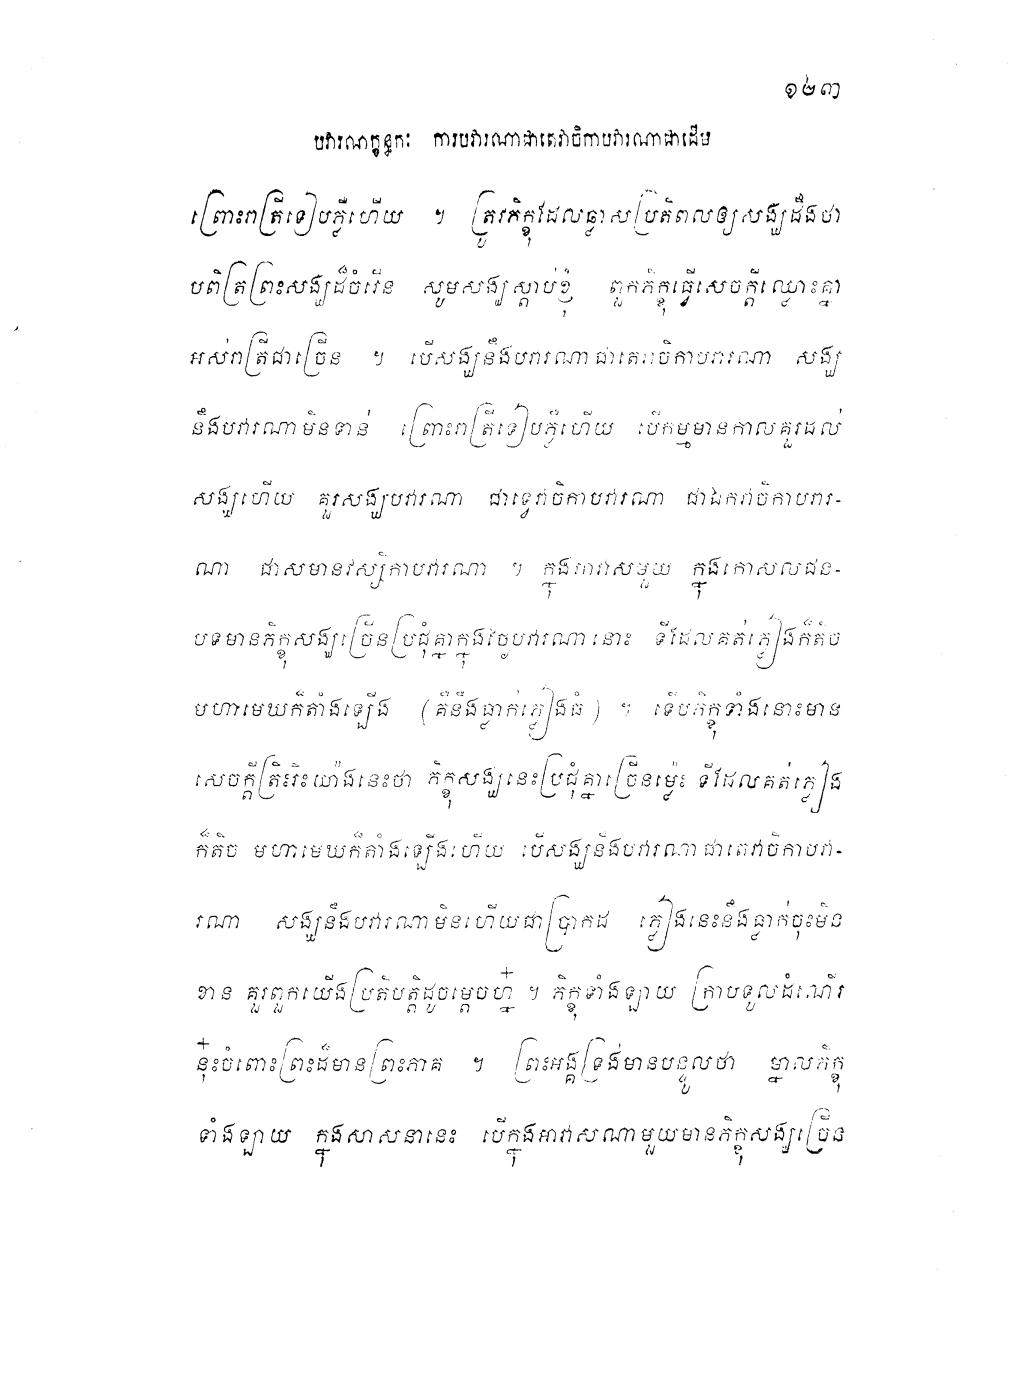 ១២៣
បវារណក្ខន្ធកៈ ការបវារណាជាតេវាចិកាបវារណាជាដើម
ព្រោះរាត្រីទៀបភ្លឺហើយ ។ ត្រូវភិក្ខុដែលឆ្លាសប្រតិពលឲ្យសង្ឃដឹងថា
បពិត្រព្រះសង្ឃដ៏ចំរើន សូមសង្ឃស្តាប់ខ្ញុំ ពួកភិក្ខុធ្វើសេចក្តីឈ្លោះគ្នា
អស់រាត្រីជាច្រើន ។ បើសង្ឃនឹងបវារណាជាតេវាចិកាបវារណា សង្ឃ
នឹងបវារណាមិនទាន់ ព្រោះរាត្រីទៀបភ្លឺហើយ បើកម្មមានកាលគួរដល់
សង្ឃហើយ គួរសង្ឃបវារណា ជាទ្វេវាចិកាបវារណា ជាឯកវាចិកាបវារ-
ណា ជាសមានវស្សិកាបវារណា ។ ក្នុងអាវាសមួយ ក្នុងកោសលជន-
បទមានភិក្ខុសង្ឃច្រើនប្រជុំគ្នាក្នុងថ្ងៃបវារណានោះ ទីដែលគត់ភ្លៀងក៏តិច
មហាមេឃក៏តាំងឡើង (គឺនឹងធ្លាក់ភ្លៀងធំ) ។ ទើបភិក្ខុទាំងនោះមាន
សេចក្តីត្រិះរិះយ៉ាងនេះថា ភិក្ខុសង្ឃនេះប្រជុំគ្នាច្រើនម្ល៉េះ ទីដែលគត់ភ្លៀង
ក៏តិច មហាមេឃក៏តាំងឡើងហើយ បើសង្ឃនឹងបវារណាជាតេវាចិកាបវា-
រណា សង្ឃនឹងបវារណាមិនហើយជាប្រាកដ ភ្លៀងនេះនឹងធ្លាក់ចុះមិន
ខាន គួរពួកយើងប្រតិបត្តិដូចម្តេចហ្ន៎ ។ ភិក្ខុទាំងឡាយ ក្រាបទូលដំណើរ
នុ៎ះចំពោះព្រះដ៏មានព្រះភាគ ។ ព្រះអង្គទ្រង់មានបន្ទូលថា ម្នាលភិក្ខុ
ទាំងឡាយ ក្នុងសាសនានេះ បើក្នុងអាវាសណាមួយមានភិក្ខុសង្ឃច្រើន